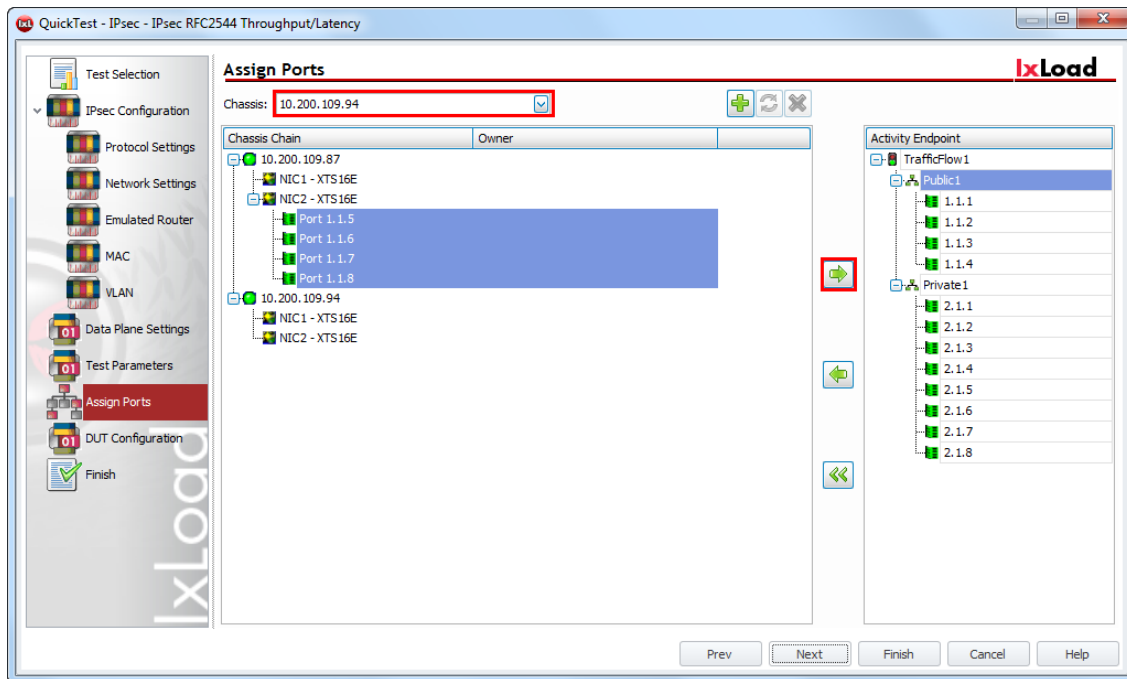 QuickTest - IPsec - IPsec RFC2544 Throughput/Latency
Test Selection
IPsec Configuration
Protocol Settings
Network Settings
Emulated Router
MAC
VLAN
Data Plane Settings
Test Parameters
Assign Ports
DUT Configuration
Finish
IxLoad
Assign Ports
IxLoad
Chassis: 10.200.109.94
Chassis Chain Owner
10.200.109.87
NIC1 - XTS16E
NIC2 - XTS16E
Port 1.1.5
Port 1.1.6
Port 1.1.7
Port 1.1.8
10.200.109.94
NIC1 - XTS16E
NIC2 - XTS16E
Activity Endpoint
TrafficFlow1
Public1
1.1.1
1.1.2
1.1.3
1.1.4
Private1
2.1.1
2.1.2
2.1.3
2.1.4
2.1.5
2.1.6
2.1.7
2.1.8
Prev Next Finish Cancel Help